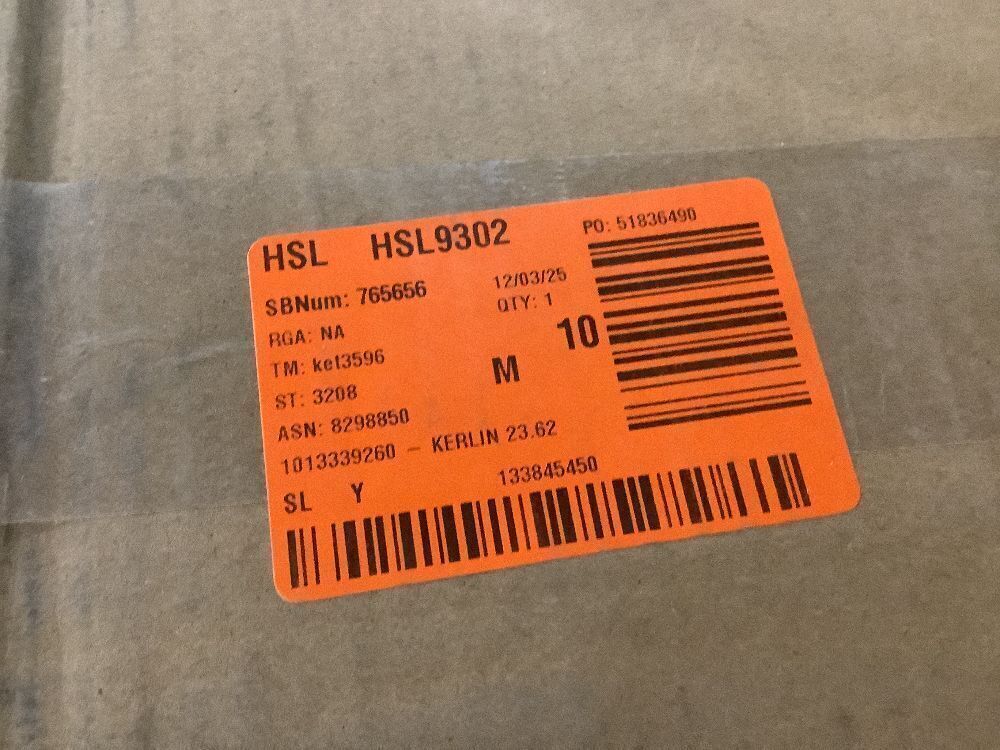 HSL HSL9302
PO: 51836490
SBNum: 765656
12/03/25
RGA: NA
QTY: 1
TM: ket3596
M
10
ST: 3208
ASN: 8298850
1013339260 – KERLIN 23.62
SL Y
133845450